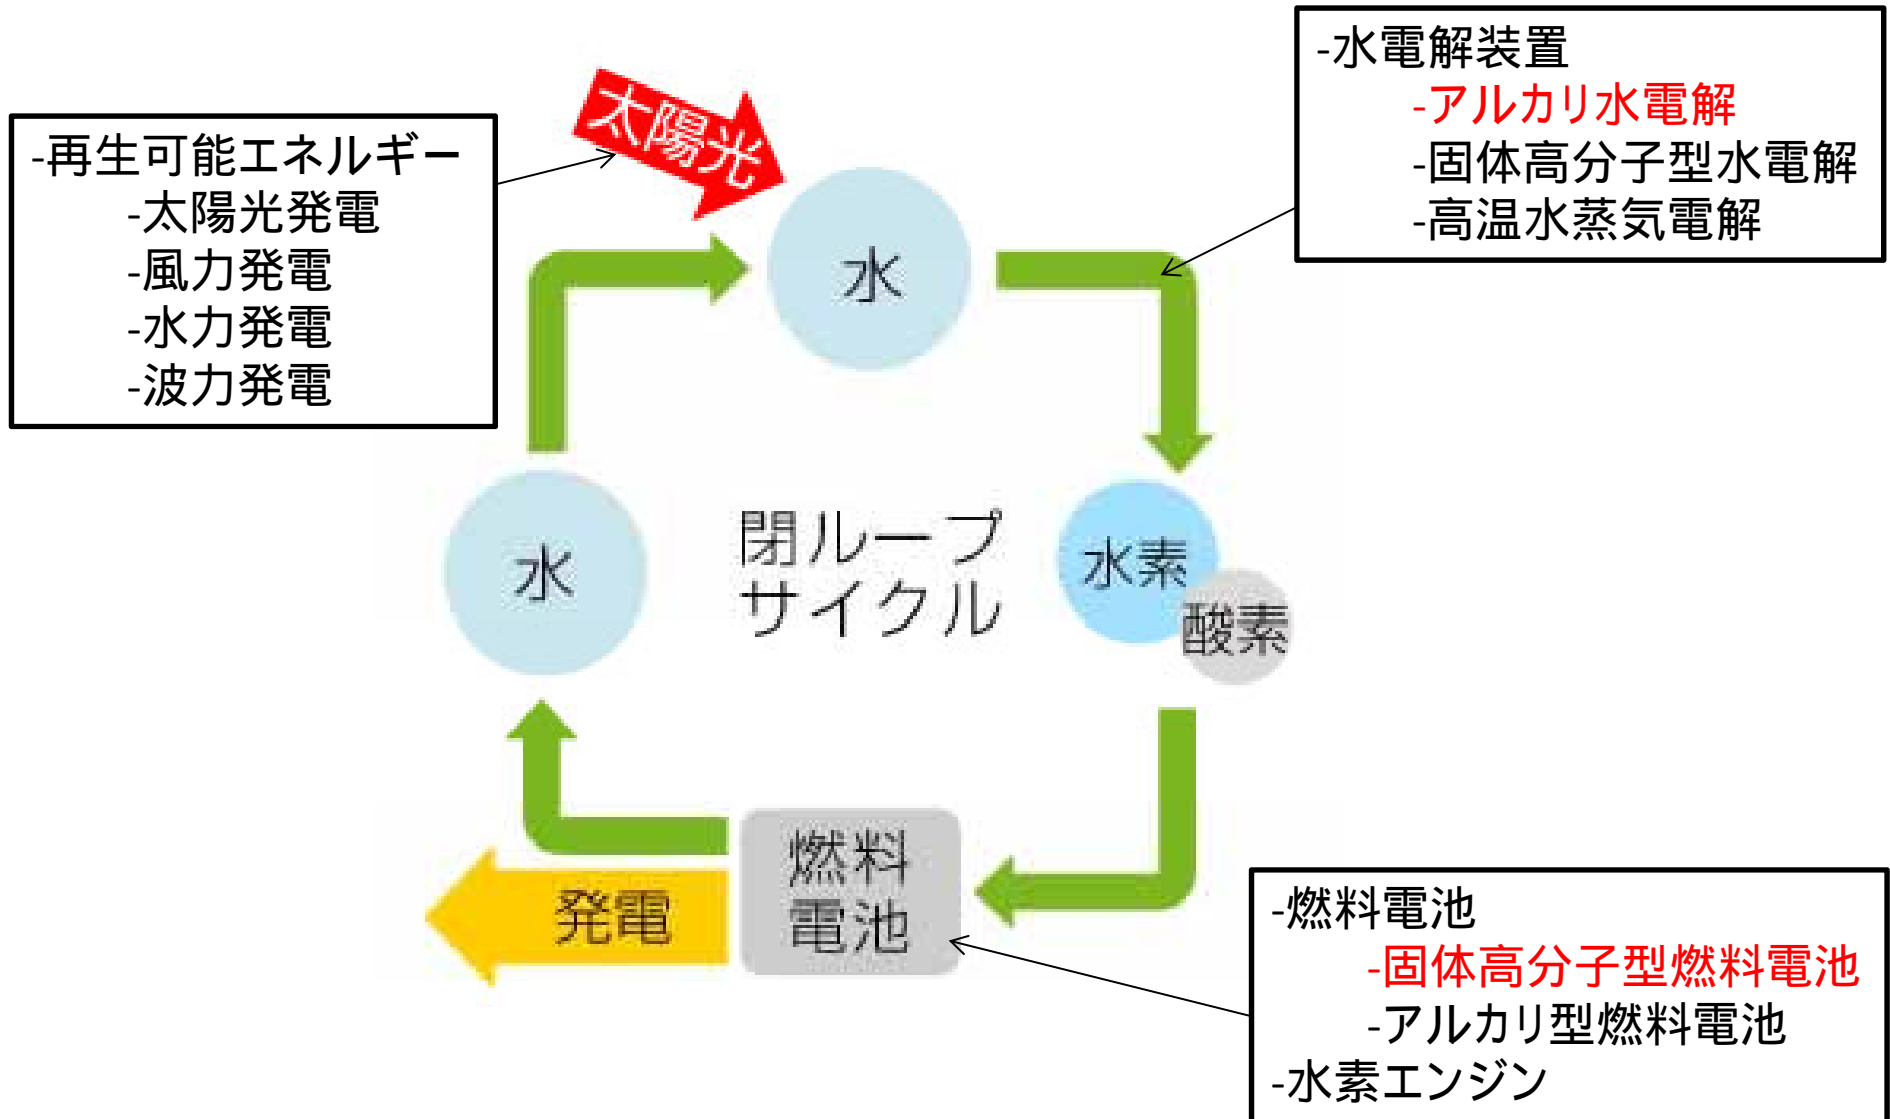 -水電解装置
-アルカリ水電解
-固体高分子型水電解
-高温水蒸気電解
太陽光
-再生可能エネルギー
-太陽光発電
-風力発電
-水力発電
-波力発電
水
水
閉ループ
サイクル
水素
酸素
燃料
電池
発電
-燃料電池
-固体高分子型燃料電池
-アルカリ型燃料電池
-水素エンジン